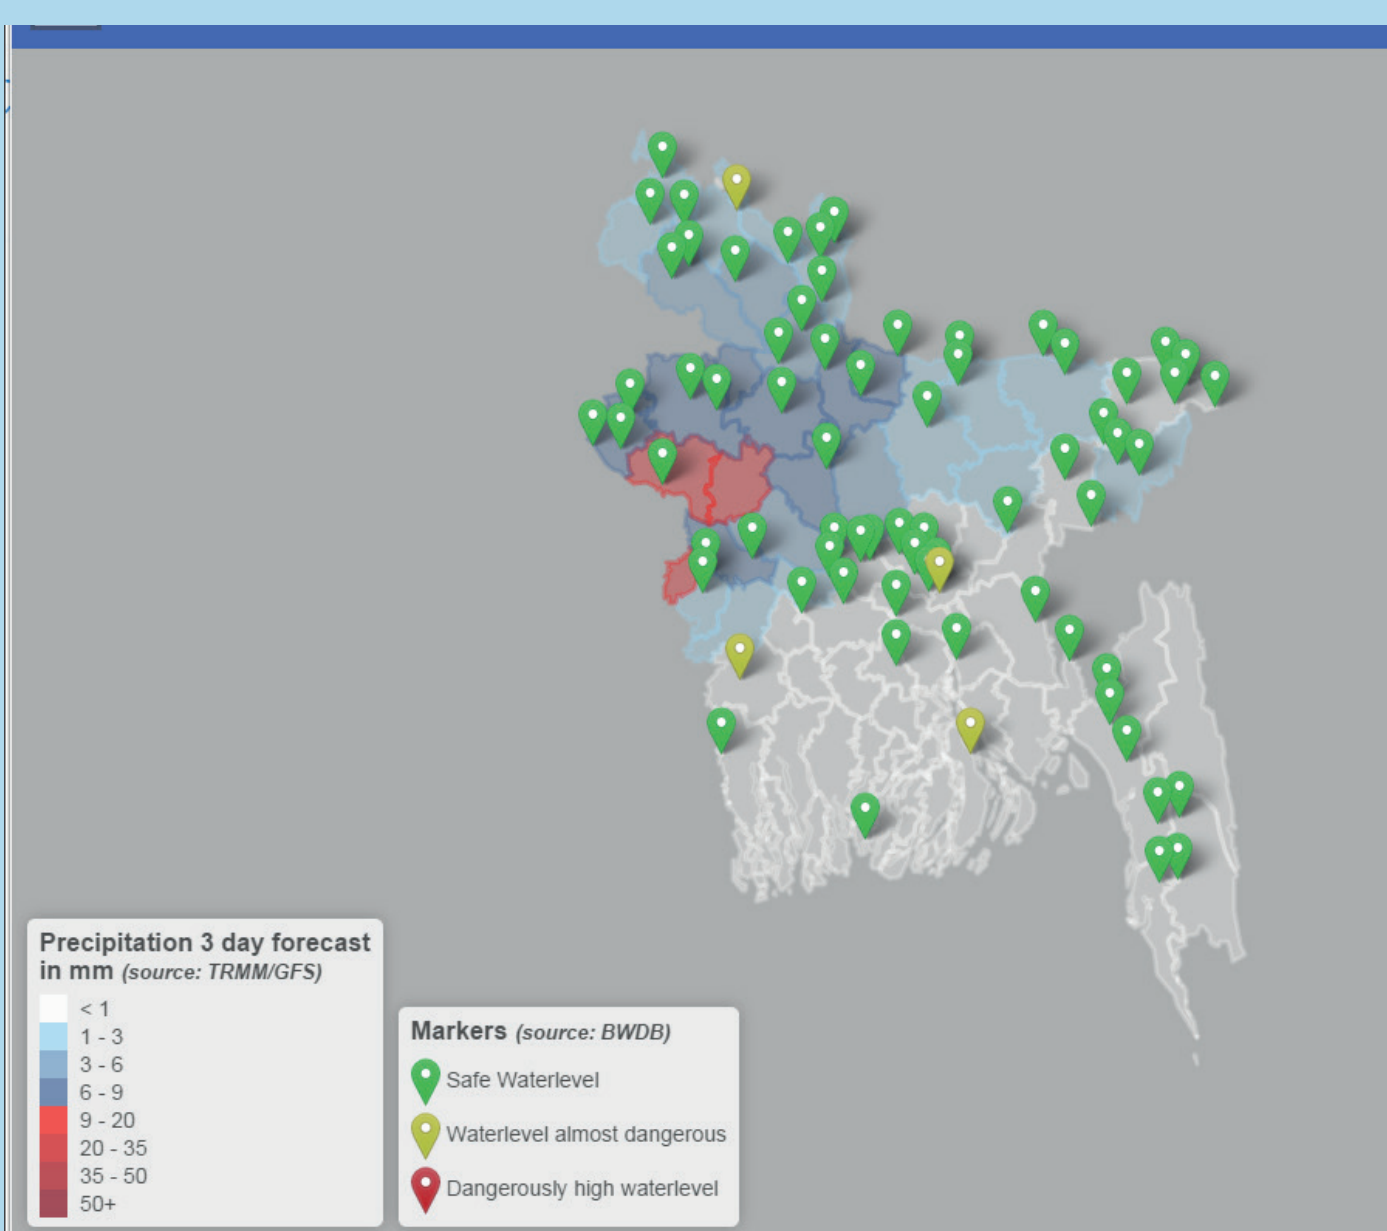 Precipitation 3 day forecast
in mm (source: TRMM/GFS)
< 1
1 - 3
3 - 6
6 - 9
9 - 20
20 - 35
35 - 50
50+
Markers (source: BWDB)
Safe Waterlevel
Waterlevel almost dangerous
Dangerously high waterlevel